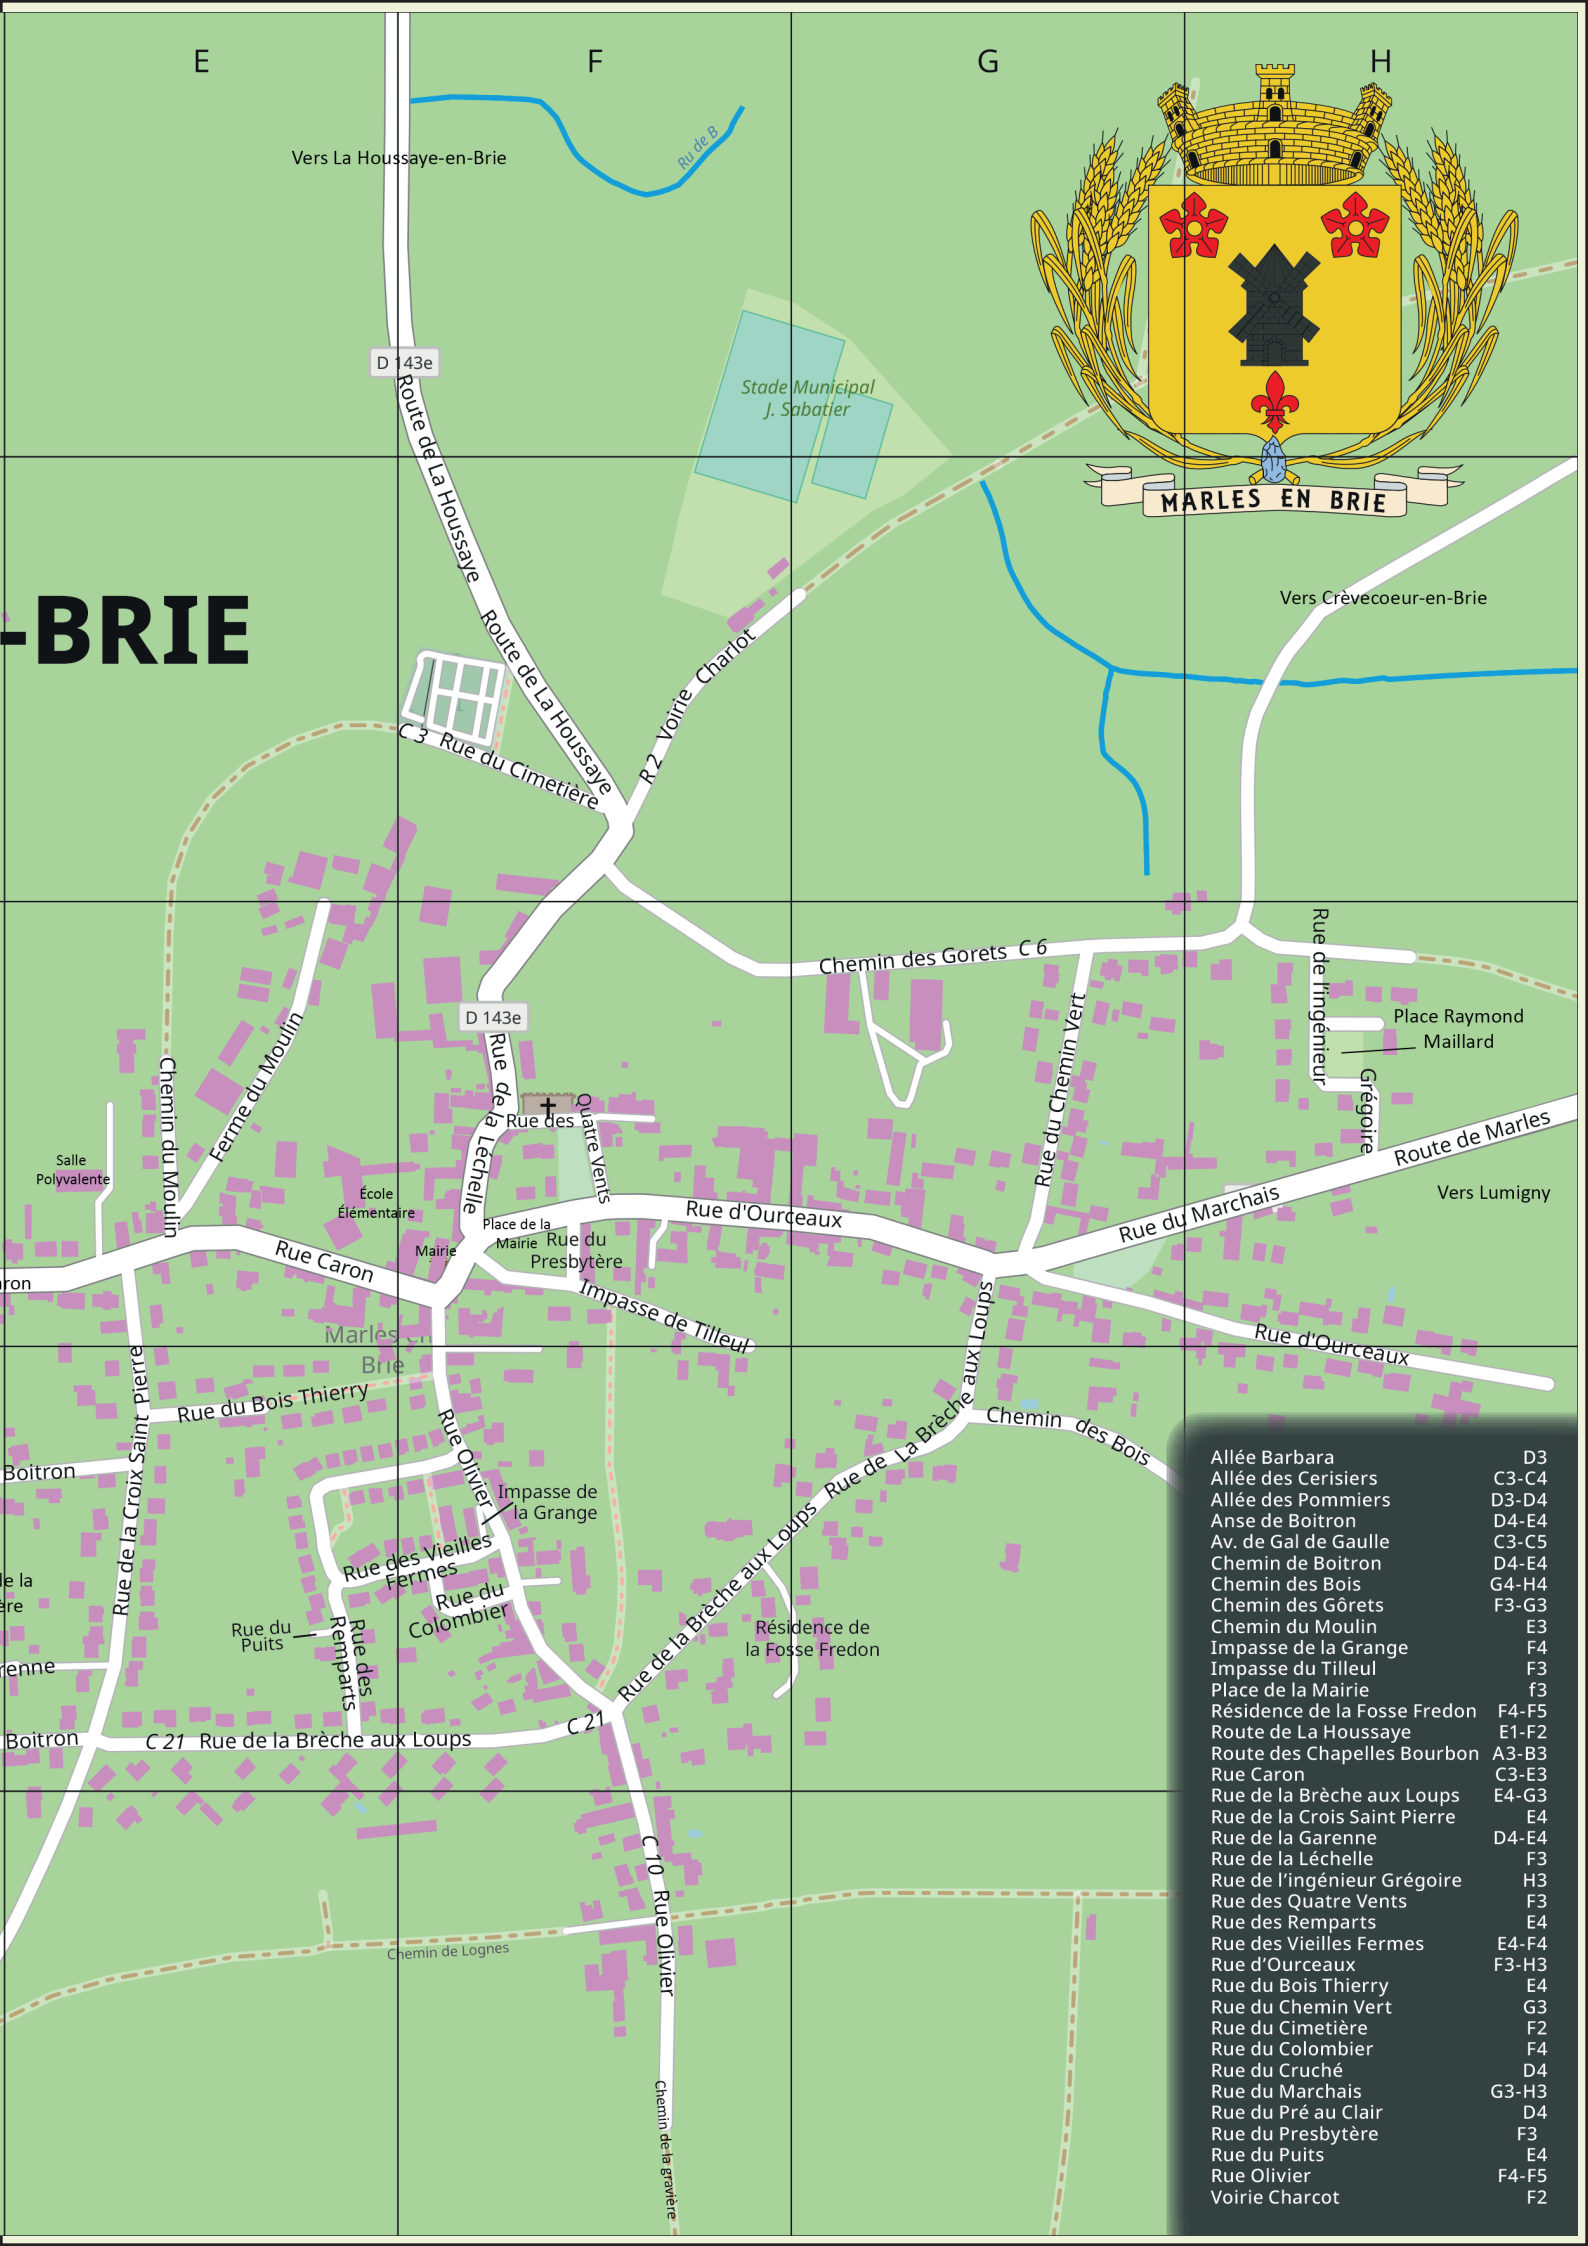 E
F
G
H
Vers La Houssaye-en-Brie
Ru de B
D 143e
Route de La Houssaye
Stade Municipal
J. Sabatier
MARLES EN BRIE
Route de La Houssaye
-BRIE
Vers Crèvecoeur-en-Brie
R 2 Voirie Charlot
C 3 Rue du Cimetière
Chemin des Gorets C 6
Rue de l'ingénieur
Grégoire
Place Raymond
Maillard
D 143e
Rue de la Léchelle
Chemin du Moulin
Ferme du Moulin
Rue des
Quatre Vents
Rue du Chemin Vert
Route de Marles
Vers Lumigny
Salle
Polyvalente
École
Élémentaire
Mairie
Place de la
Mairie
Rue du
Presbytère
Rue d'Ourceaux
Rue du Marchais
Rue Caron
aron
Impasse de Tilleul
Marles-en
Brie
Rue d'Ourceaux
Rue du Bois Thierry
Rue de la Croix Saint Pierre
Boitron
Rue Olivier
Impasse de
la Grange
Rue des Vieilles
Fermes
Rue du
Colombier
Rue du
Puits
Rue des
Remparts
de la
ère
renne
Boitron
C 21 Rue de la Brèche aux Loups
C 21
Rue de la Brèche aux Loups
Rue de La Brèche aux Loups
Chemin des Bois
Résidence de
la Fosse Fredon
C 10 Rue Olivier
Chemin de Lognes
Chemin de la gravière
Allée Barbara D3
Allée des Cerisiers C3-C4
Allée des Pommiers D3-D4
Anse de Boitron D4-E4
Av. de Gal de Gaulle C3-C5
Chemin de Boitron D4-E4
Chemin des Bois G4-H4
Chemin des Gôrets F3-G3
Chemin du Moulin E3
Impasse de la Grange F4
Impasse du Tilleul F3
Place de la Mairie f3
Résidence de la Fosse Fredon F4-F5
Route de La Houssaye E1-F2
Route des Chapelles Bourbon A3-B3
Rue Caron C3-E3
Rue de la Brèche aux Loups E4-G3
Rue de la Crois Saint Pierre E4
Rue de la Garenne D4-E4
Rue de la Léchelle F3
Rue de l’ingénieur Grégoire H3
Rue des Quatre Vents F3
Rue des Remparts E4
Rue des Vieilles Fermes E4-F4
Rue d’Ourceaux F3-H3
Rue du Bois Thierry E4
Rue du Chemin Vert G3
Rue du Cimetière F2
Rue du Colombier F4
Rue du Cruché D4
Rue du Marchais G3-H3
Rue du Pré au Clair D4
Rue du Presbytère F3
Rue du Puits E4
Rue Olivier F4-F5
Voirie Charcot F2